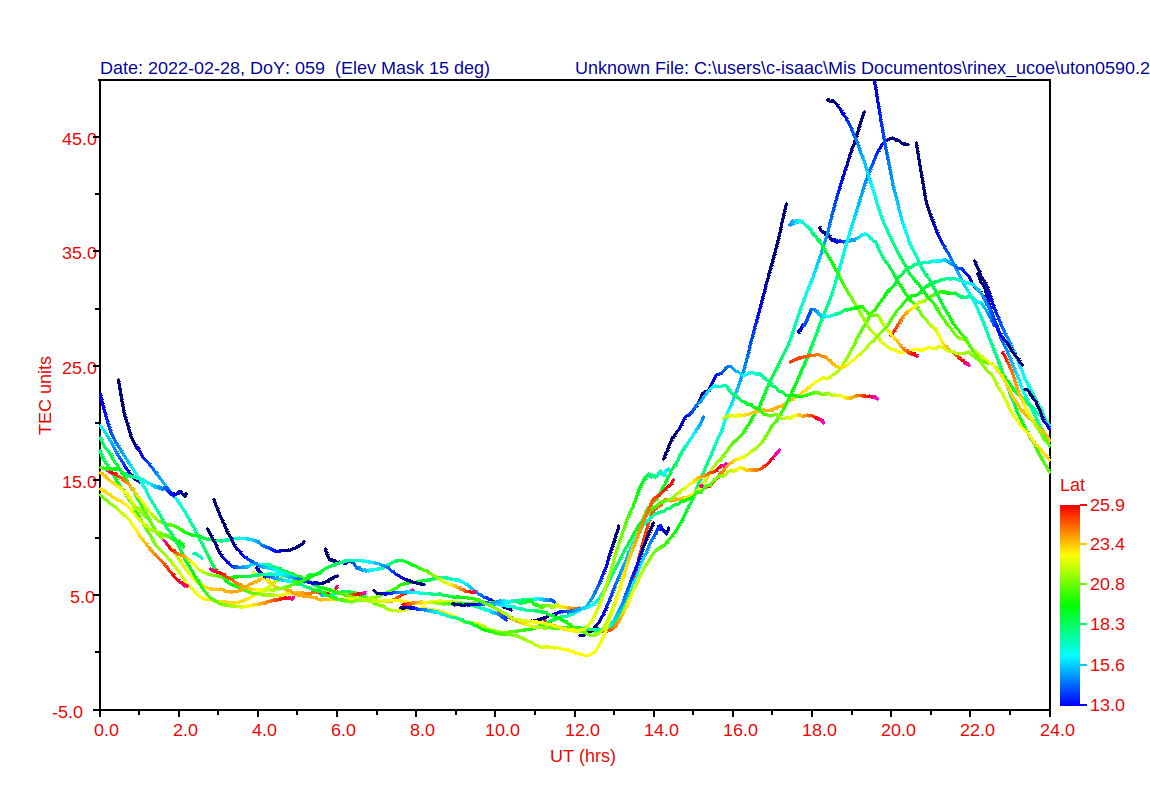 Date: 2022-02-28, DoY: 059  (Elev Mask 15 deg) Unknown File: C:\users\c-isaac\Mis Documentos\rinex_ucoe\uton0590.2
45.0
35.0
25.0
15.0
5.0
-5.0
TEC units
0.0 2.0 4.0 6.0 8.0 10.0 12.0 14.0 16.0 18.0 20.0 22.0 24.0
UT (hrs)
Lat
25.9
23.4
20.8
18.3
15.6
13.0